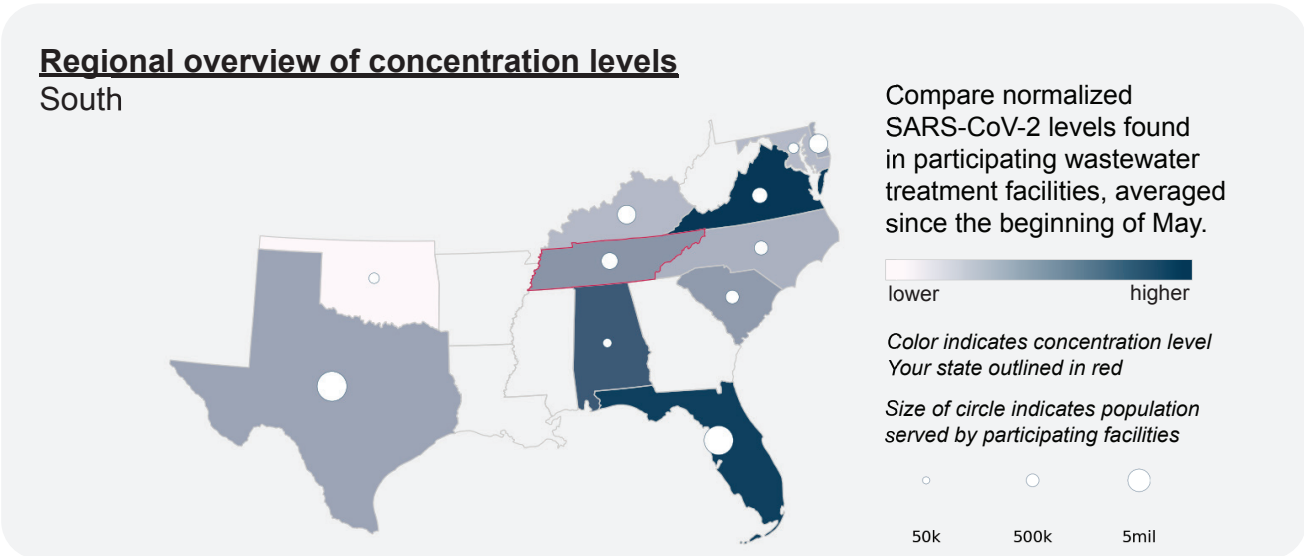 Regional overview of concentration levels
South
Compare normalized
SARS-CoV-2 levels found
in participating wastewater
treatment facilities, averaged
since the beginning of May.
lower higher
Color indicates concentration level
Your state outlined in red
Size of circle indicates population
served by participating facilities
50k 500k 5mil